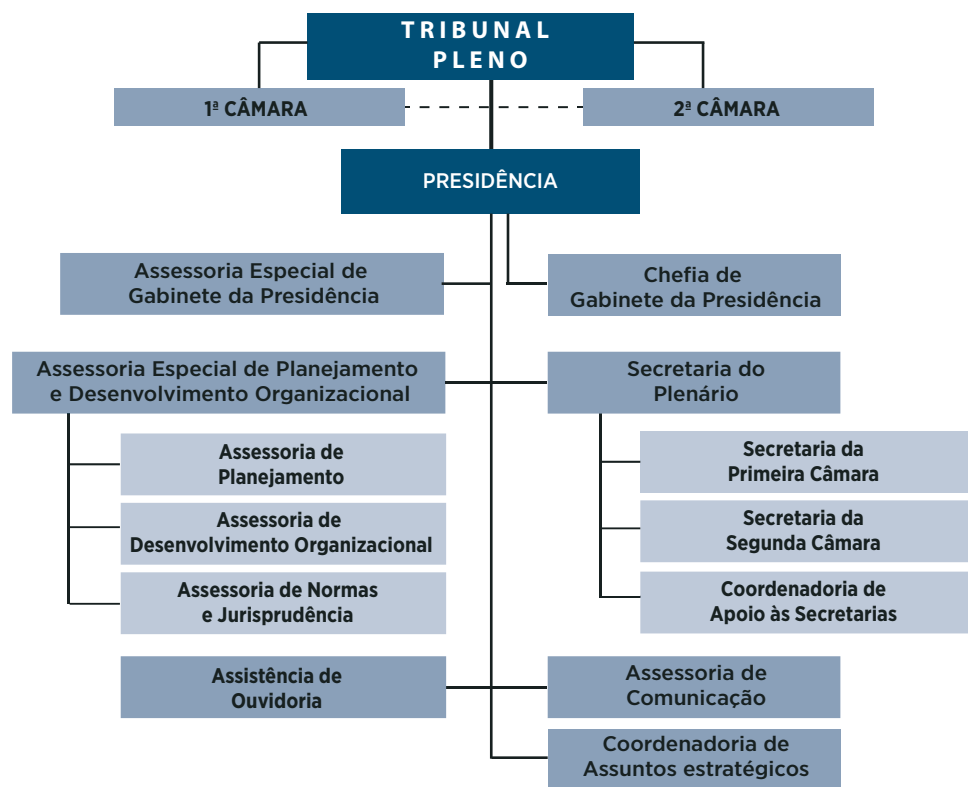 TRIBUNAL
PLENO
1ª CÂMARA
2ª CÂMARA
PRESIDÊNCIA
Assessoria Especial de
Gabinete da Presidência
Chefia de
Gabinete da Presidência
Assessoria Especial de Planejamento
e Desenvolvimento Organizacional
Secretaria do
Plenário
Assessoria de
Planejamento
Secretaria da
Primeira Câmara
Assessoria de
Desenvolvimento Organizacional
Secretaria da
Segunda Câmara
Assessoria de Normas
e Jurisprudência
Coordenadoria de
Apoio às Secretarias
Assistência de
Ouvidoria
Assessoria de
Comunicação
Coordenadoria de
Assuntos estratégicos